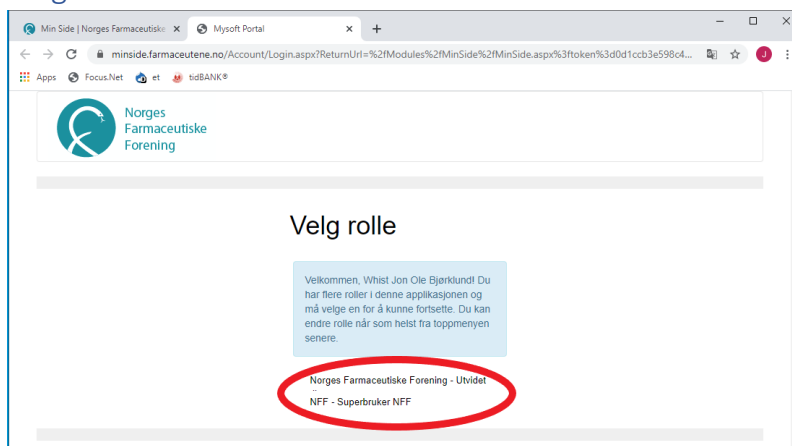 Min Side | Norges Farmaceutiske
Mysoft Portal
minside.farmaceutene.no/Account/Login.aspx?ReturnUrl=%2fModules%2fMinSide%2fMinSide.aspx%3ftoken%3d0d1ccb3e598c4...
J
Apps Focus.Net et tidBANK®
Norges
Farmaceutiske
Forening
Velg rolle
Velkommen, Whist Jon Ole Bjørklund! Du
har flere roller i denne applikasjonen og
må velge en for å kunne fortsette. Du kan
endre rolle når som helst fra toppmenyen
senere.
Norges Farmaceutiske Forening - Utvidet
NFF - Superbruker NFF